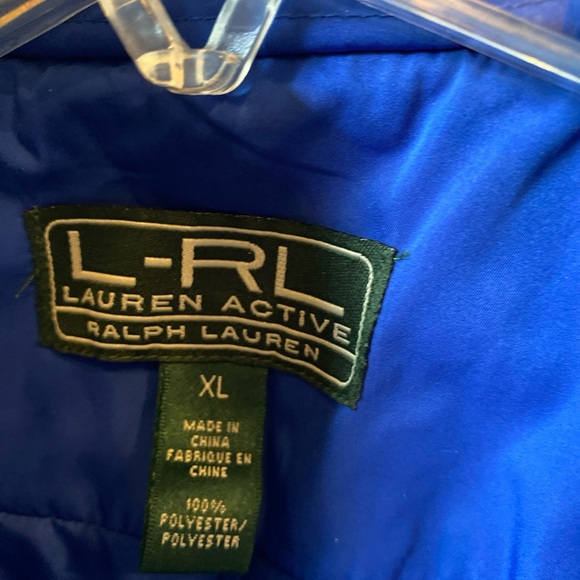 L-RL
LAUREN ACTIVE
RALPH LAUREN
XL
MADE IN
CHINA
FABRIQUE EN
CHINE
100%
POLYESTER/
POLYESTER